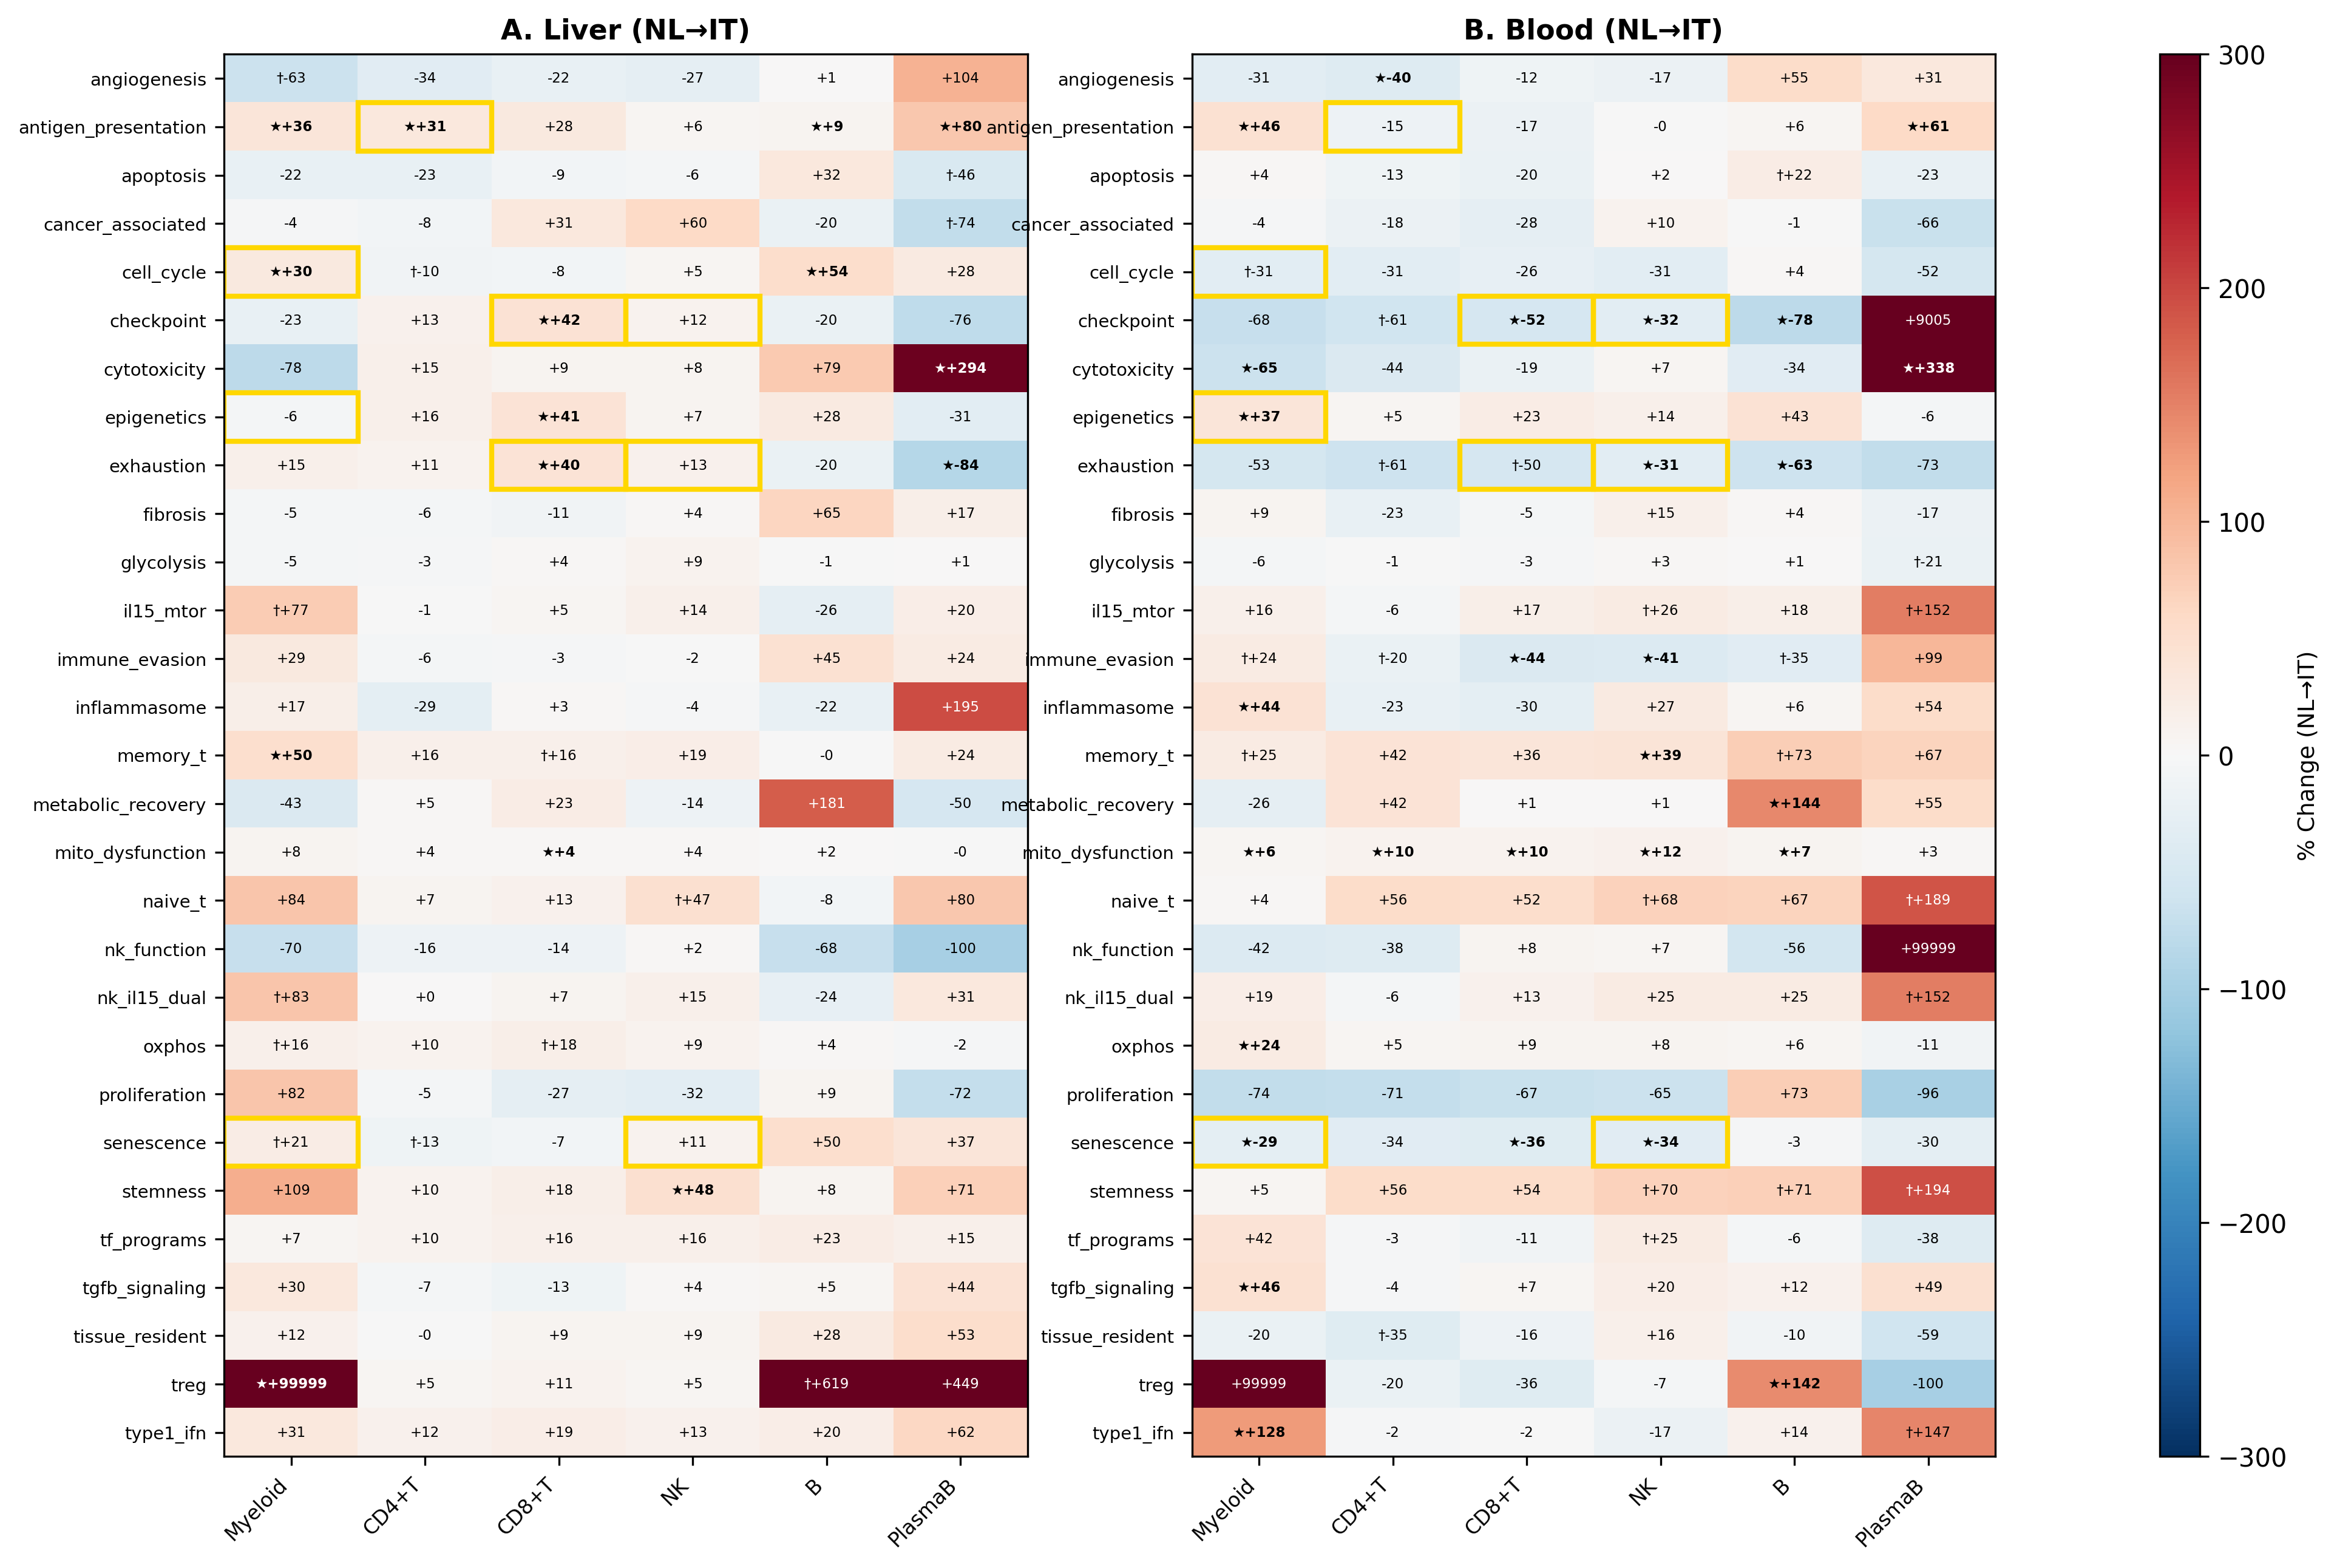 A. Liver (NL→IT)
B. Blood (NL→IT)
angiogenesis †-63 -34 -22 -27 +1 +104
antigen_presentation ★+36 ★+31 +28 +6 ★+9 ★+80
apoptosis -22 -23 -9 -6 +32 †-46
cancer_associated -4 -8 +31 +60 -20 †-74
cell_cycle ★+30 †-10 -8 +5 ★+54 +28
checkpoint -23 +13 ★+42 +12 -20 -76
cytotoxicity -78 +15 +9 +8 +79 ★+294
epigenetics -6 +16 ★+41 +7 +28 -31
exhaustion +15 +11 ★+40 +13 -20 ★-84
fibrosis -5 -6 -11 +4 +65 +17
glycolysis -5 -3 +4 +9 -1 +1
il15_mtor †+77 -1 +5 +14 -26 +20
immune_evasion +29 -6 -3 -2 +45 +24
inflammasome +17 -29 +3 -4 -22 +195
memory_t ★+50 +16 †+16 +19 -0 +24
metabolic_recovery -43 +5 +23 -14 +181 -50
mito_dysfunction +8 +4 ★+4 +4 +2 -0
naive_t +84 +7 +13 †+47 -8 +80
nk_function -70 -16 -14 +2 -68 -100
nk_il15_dual †+83 +0 +7 +15 -24 +31
oxphos †+16 +10 †+18 +9 +4 -2
proliferation +82 -5 -27 -32 +9 -72
senescence †+21 †-13 -7 +11 +50 +37
stemness +109 +10 +18 ★+48 +8 +71
tf_programs +7 +10 +16 +16 +23 +15
tgfb_signaling +30 -7 -13 +4 +5 +44
tissue_resident +12 -0 +9 +9 +28 +53
treg ★+99999 +5 +11 +5 †+619 +449
type1_ifn +31 +12 +19 +13 +20 +62
Myeloid CD4+T CD8+T NK B PlasmaB
angiogenesis -31 ★-40 -12 -17 +55 +31
antigen_presentation ★+46 -15 -17 -0 +6 ★+61
apoptosis +4 -13 -20 +2 †+22 -23
cancer_associated -4 -18 -28 +10 -1 -66
cell_cycle †-31 -31 -26 -31 +4 -52
checkpoint -68 †-61 ★-52 ★-32 ★-78 +9005
cytotoxicity ★-65 -44 -19 +7 -34 ★+338
epigenetics ★+37 +5 +23 +14 +43 -6
exhaustion -53 †-61 †-50 ★-31 ★-63 -73
fibrosis +9 -23 -5 +15 +4 -17
glycolysis -6 -1 -3 +3 +1 †-21
il15_mtor +16 -6 +17 †+26 +18 †+152
immune_evasion †+24 †-20 ★-44 ★-41 †-35 +99
inflammasome ★+44 -23 -30 +27 +6 +54
memory_t †+25 +42 +36 ★+39 †+73 +67
metabolic_recovery -26 +42 +1 +1 ★+144 +55
mito_dysfunction ★+6 ★+10 ★+10 ★+12 ★+7 +3
naive_t +4 +56 +52 †+68 +67 †+189
nk_function -42 -38 +8 +7 -56 +99999
nk_il15_dual +19 -6 +13 +25 +25 †+152
oxphos ★+24 +5 +9 +8 +6 -11
proliferation -74 -71 -67 -65 +73 -96
senescence ★-29 -34 ★-36 ★-34 -3 -30
stemness +5 +56 +54 †+70 †+71 †+194
tf_programs +42 -3 -11 †+25 -6 -38
tgfb_signaling ★+46 -4 +7 +20 +12 +49
tissue_resident -20 †-35 -16 +16 -10 -59
treg +99999 -20 -36 -7 ★+142 -100
type1_ifn ★+128 -2 -2 -17 +14 †+147
Myeloid CD4+T CD8+T NK B PlasmaB
300
200
100
0
−100
−200
−300
% Change (NL→IT)